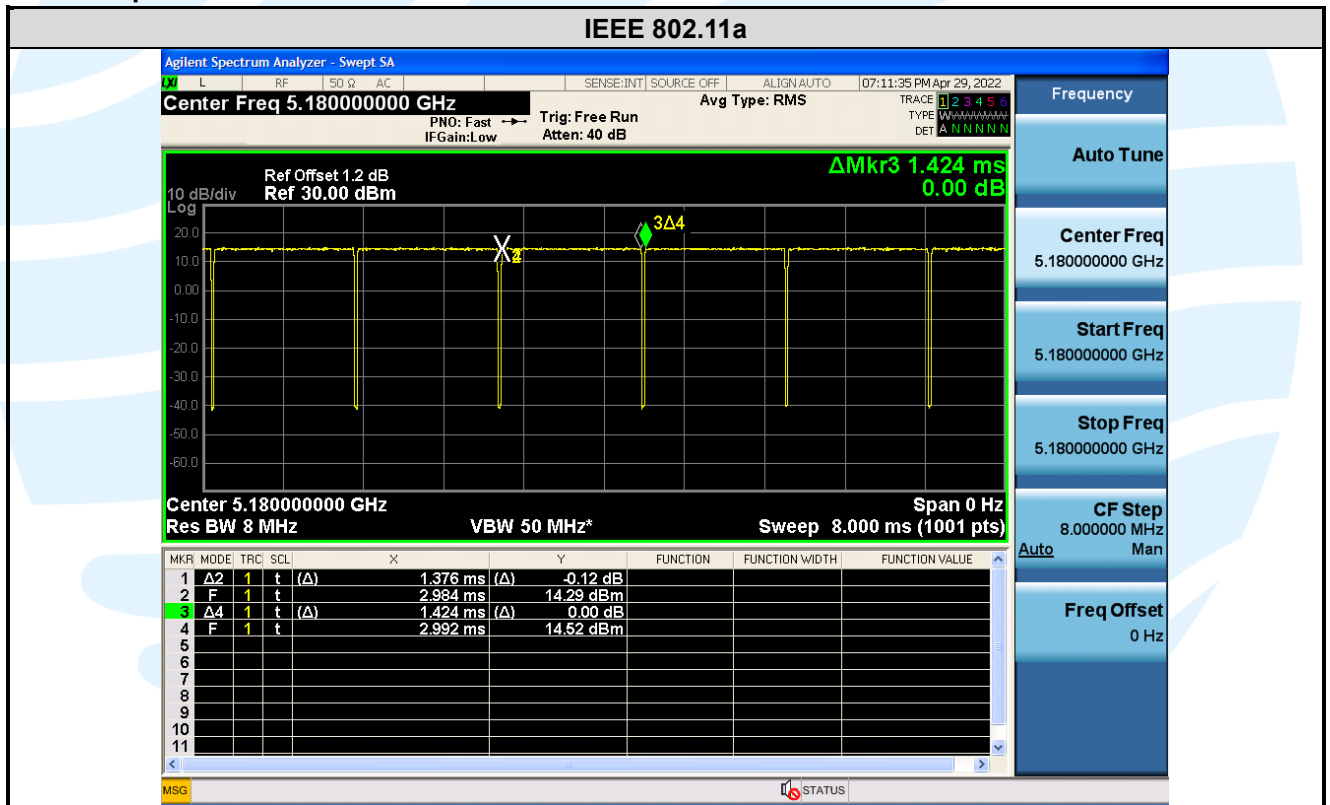 IEEE 802.11a
Agilent Spectrum Analyzer - Swept SA
LXI L RF 50 Ω AC SENSE:INT SOURCE OFF ALIGN AUTO 07:11:35 PM Apr 29, 2022
Center Freq 5.180000000 GHz
PNO: Fast
IFGain:Low
Trig: Free Run
Atten: 40 dB
Avg Type: RMS
TRACE 1 2 3 4 5 6
TYPE W
DET A N N N N N
ΔMkr3 1.424 ms
0.00 dB
Ref Offset 1.2 dB
10 dB/div Ref 30.00 dBm
Log
20.0
10.0
0.00
-10.0
-20.0
-30.0
-40.0
-50.0
-60.0
3Δ4
X
Center 5.180000000 GHz Span 0 Hz
Res BW 8 MHz VBW 50 MHz* Sweep 8.000 ms (1001 pts)
MKR MODE TRC SCL X Y FUNCTION FUNCTION WIDTH FUNCTION VALUE
1 Δ2 1 t (Δ) 1.376 ms (Δ) -0.12 dB
2 F 1 t 2.984 ms 14.29 dBm
3 Δ4 1 t (Δ) 1.424 ms (Δ) 0.00 dB
4 F 1 t 2.992 ms 14.52 dBm
5
6
7
8
9
10
11
MSG STATUS
Frequency
Auto Tune
Center Freq
5.180000000 GHz
Start Freq
5.180000000 GHz
Stop Freq
5.180000000 GHz
CF Step
8.000000 MHz
Auto Man
Freq Offset
0 Hz